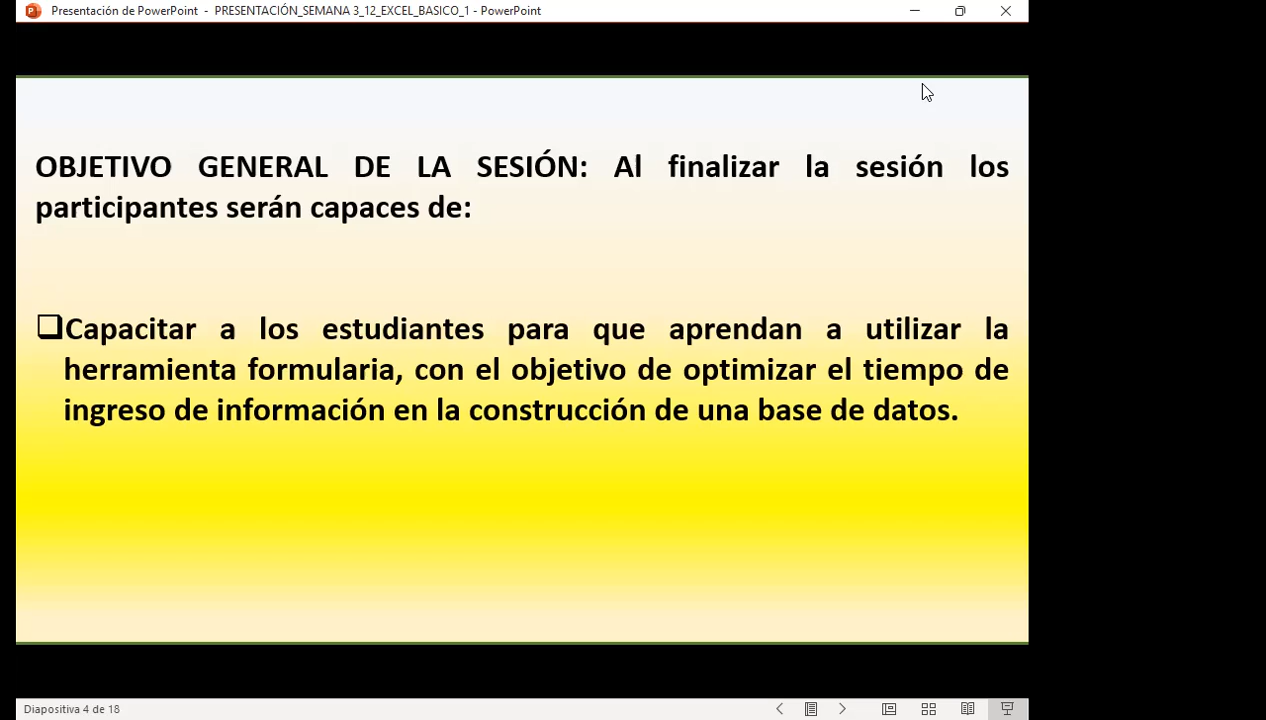 Presentación de PowerPoint - PRESENTACIÓN_SEMANA 3_12_EXCEL_BASICO_1 - PowerPoint
OBJETIVO GENERAL DE LA SESIÓN: Al finalizar la sesión los
participantes serán capaces de:
Capacitar a los estudiantes para que aprendan a utilizar la
herramienta formularia, con el objetivo de optimizar el tiempo de
ingreso de información en la construcción de una base de datos.
Diapositiva 4 de 18